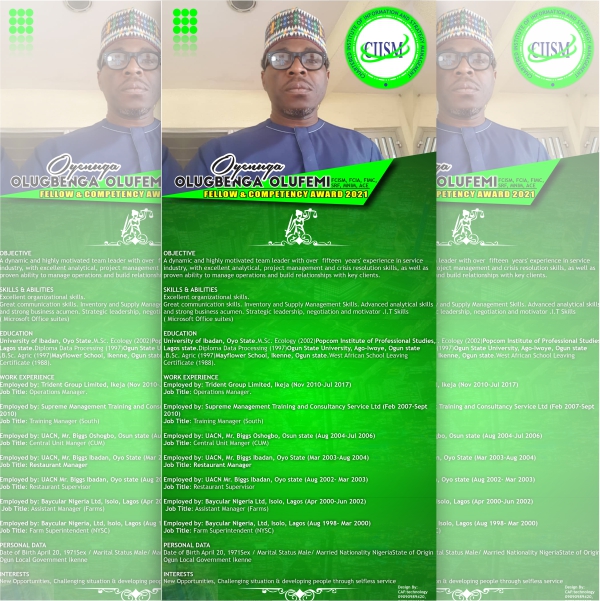 CHARTERED INSTITUTE OF INFORMATION AND STRATEGIC MANAGEMENT
CIISM
Oyenuga
OLUGBENGA OLUFEMI
FELLOW & COMPETENCY AWARD 2021
OBJECTIVE
A dynamic and highly motivated team leader with over fifteen years'experience in service
industry, with excellent analytical, project management and crisis resolution skills, as well as
proven ability to manage operations and build relationships with key clients.
SKILLS & ABILITIES
Excellent organizational skills.
Great communication skills. Inventory and Supply Management Skills. Advanced analytical skills
and strong business acumen. Strategic leadership, negotiation and motivator .I.T Skills
( Microsoft Office suites)
EDUCATION
University of Ibadan, Oyo State.M.Sc. Ecology (2002)Popcom Institute of Professional Studies,
Lagos state.Diploma Data Processing (1997)Ogun State University, Ago-Iwoye, Ogun state
.B.Sc. Agric (1997)Mayflower School, Ikenne, Ogun state.West African School Leaving
Certificate (1988).
WORK EXPERIENCE
Employed by: Trident Group Limited, Ikeja (Nov 2010-Jul 2017)
Job Title: Operations Manager,
Employed by: Supreme Management Training and Consultancy Service Ltd (Feb 2007-Sept
2010)
Job Title: Training Manager (South)
Employed by: UACN, Mr. Biggs Oshogbo, Osun state (Aug 2004-Jul 2006)
Job Title: Central Unit Manger (CUM)
Employed by: UACN, Mr. Biggs Ibadan, Oyo State (Mar 2003-Aug 2004)
Job Title: Restaurant Manager
Employed by: UACN Mr. Biggs Ibadan, Oyo State (Aug 2002- Mar 2003)
Job Title: Restaurant Supervisor
Employed by: Baycular Nigeria Ltd, Isolo, Lagos (Apr 2000-Jun 2002)
Job Title: Assistant Manager (Farms)
Employed by: Baycular Nigeria, Ltd, Isolo, Lagos (Aug 1998- Mar 2000)
Job Title: Farm Superintendent (NYSC)
PERSONAL DATA
Date of Birth April 20, 1971Sex / Marital Status Male/ Married Nationality NigeriaState of Origin
Ogun Local Government Ikenne
INTERESTS
New Opportunities, Challenging situation & developing people through selfless service
Design By:
CAF technology